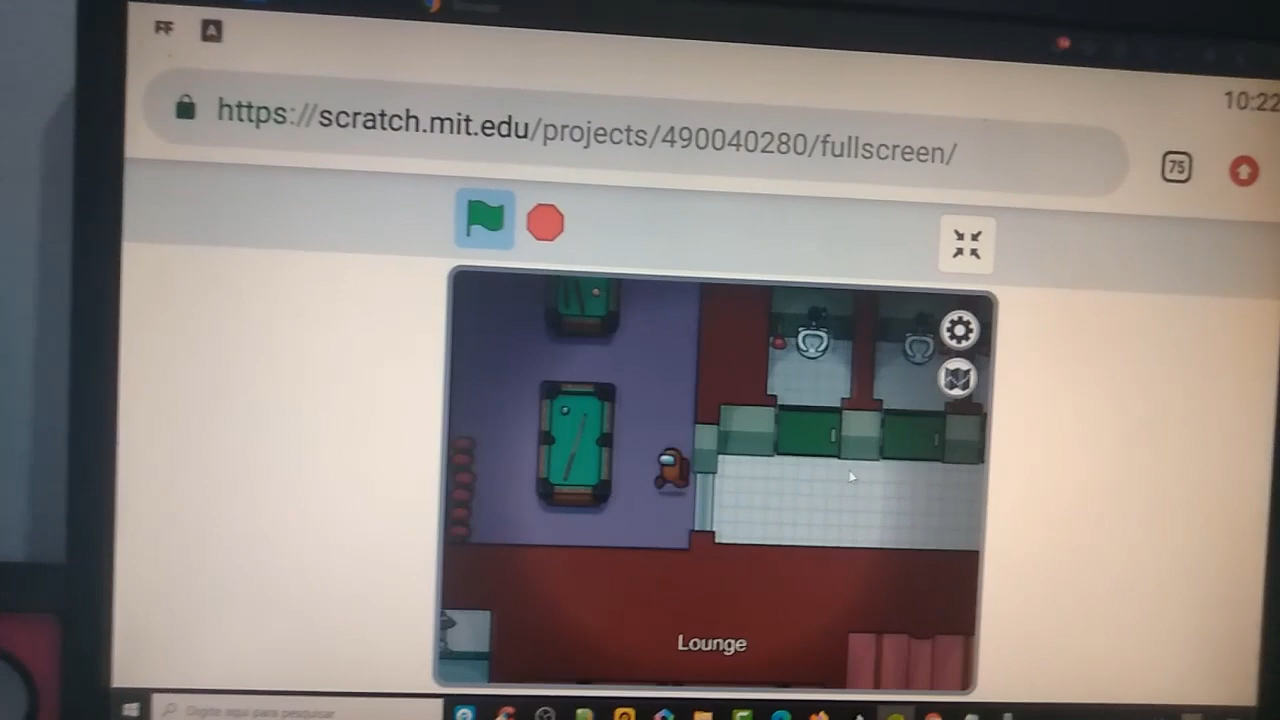 FF A
10:22
https://scratch.mit.edu/projects/490040280/fullscreen/
75
Lounge
Digite aqui para pesquisar